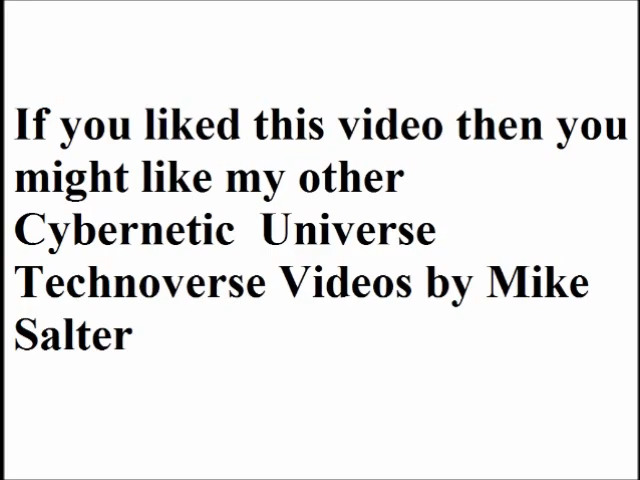 If you liked this video then you
might like my other
Cybernetic  Universe
Technoverse Videos by Mike
Salter